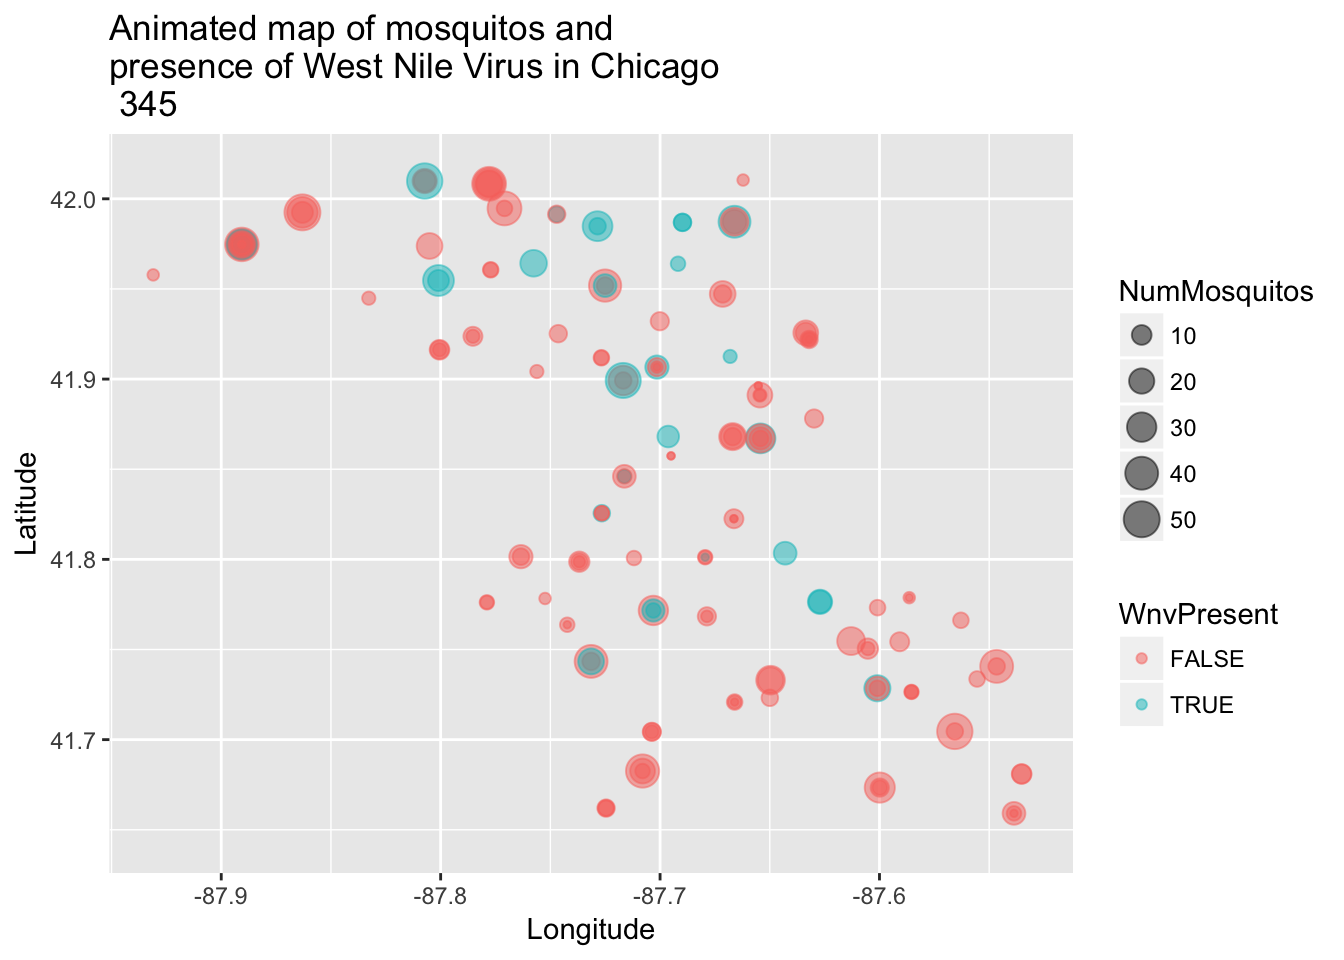 Animated map of mosquitos and
presence of West Nile Virus in Chicago
345
42.0
41.9
41.8
41.7
Latitude
-87.9
-87.8
-87.7
-87.6
Longitude
NumMosquitos
10
20
30
40
50
WnvPresent
FALSE
TRUE